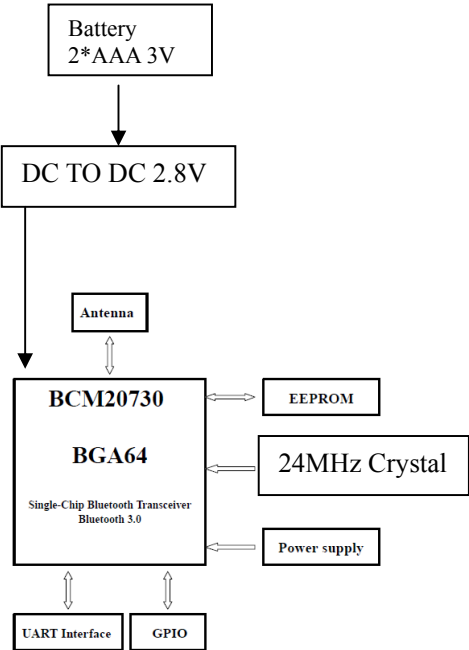 Battery
2*AAA 3V
DC TO DC 2.8V
Antenna
BCM20730
BGA64
Single-Chip Bluetooth Transceiver
Bluetooth 3.0
EEPROM
24MHz Crystal
Power supply
UART Interface
GPIO